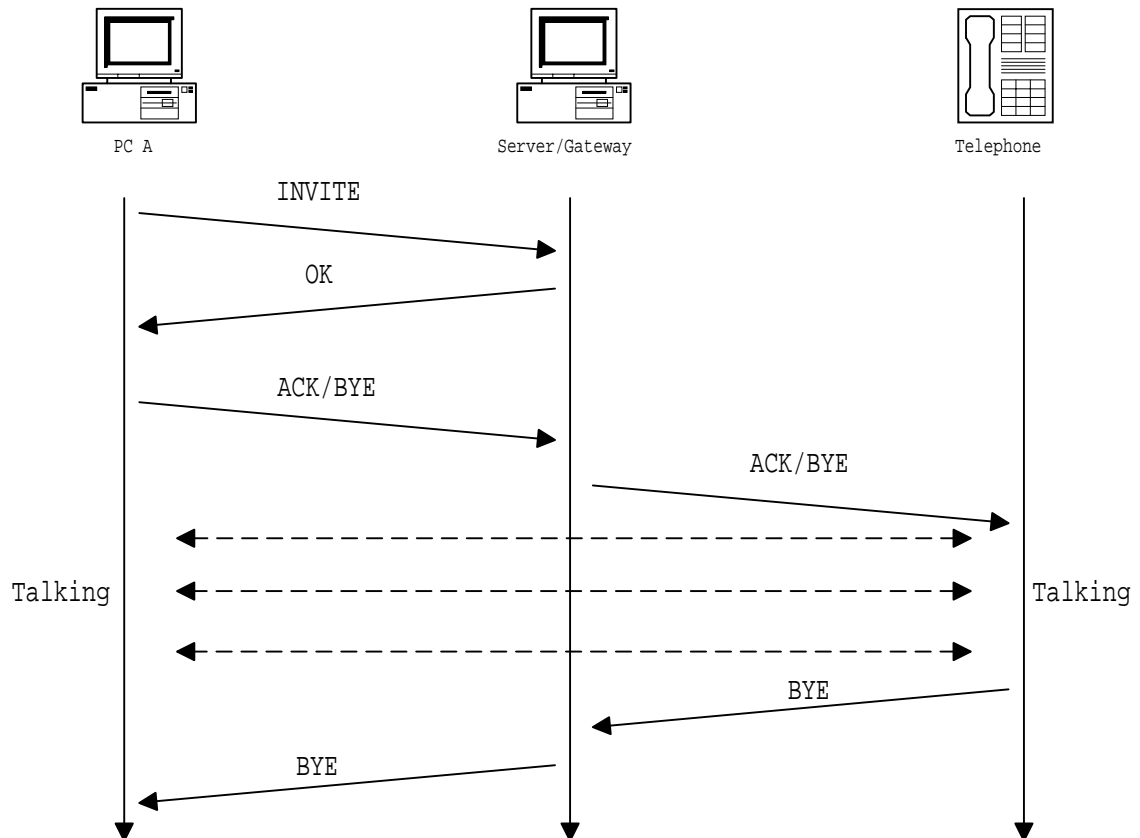 PC A
Server/Gateway
Telephone
INVITE
OK
ACK/BYE
ACK/BYE
Talking
Talking
BYE
BYE